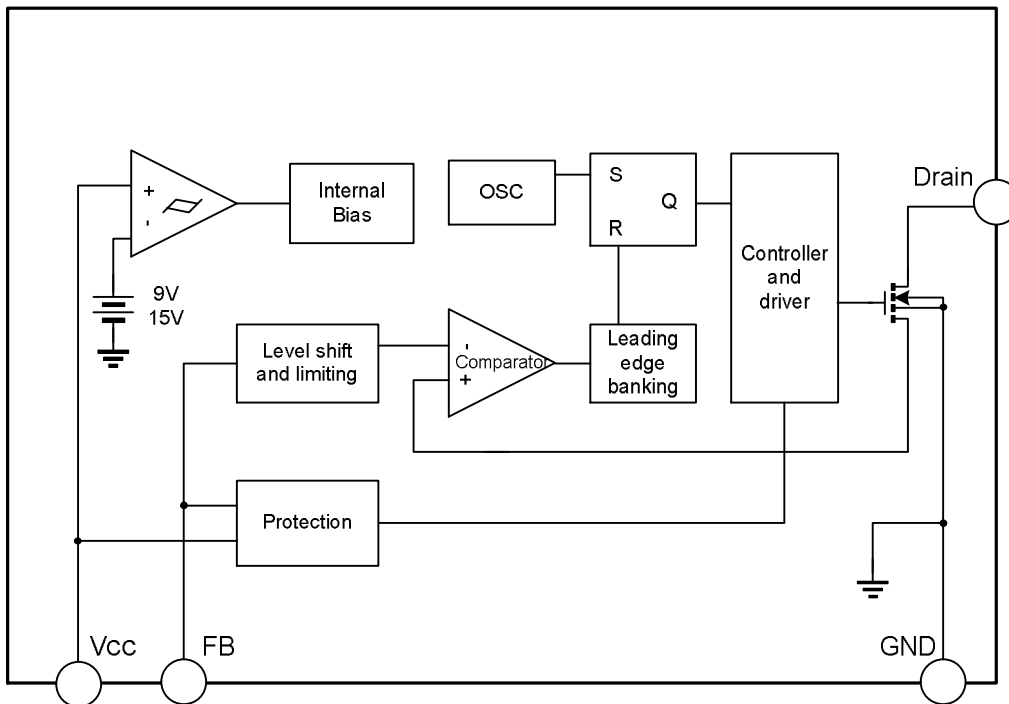 +
-
Internal
Bias
OSC
S
Q
R
Controller
and
driver
Drain
9V
15V
Level shift
and limiting
-
Comparator
+
Leading
edge
banking
Protection
Vcc
FB
GND